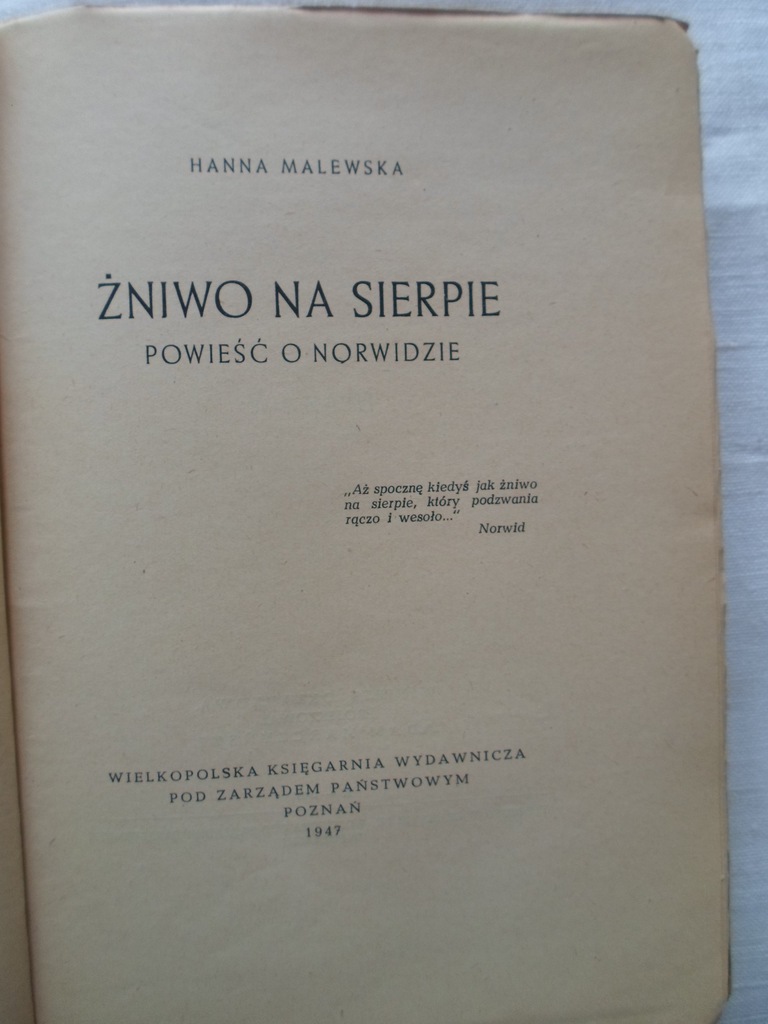 HANNA MALEWSKA
ŻNIWO NA SIERPIE
POWIEŚĆ O NORWIDZIE
„Aż spocznę kiedyś jak żniwo
na sierpie, który podzwania
rączo i wesoło...“
Norwid
WIELKOPOLSKA KSIĘGARNIA WYDAWNICZA
POD ZARZĄDEM PAŃSTWOWYM
POZNAŃ
1947